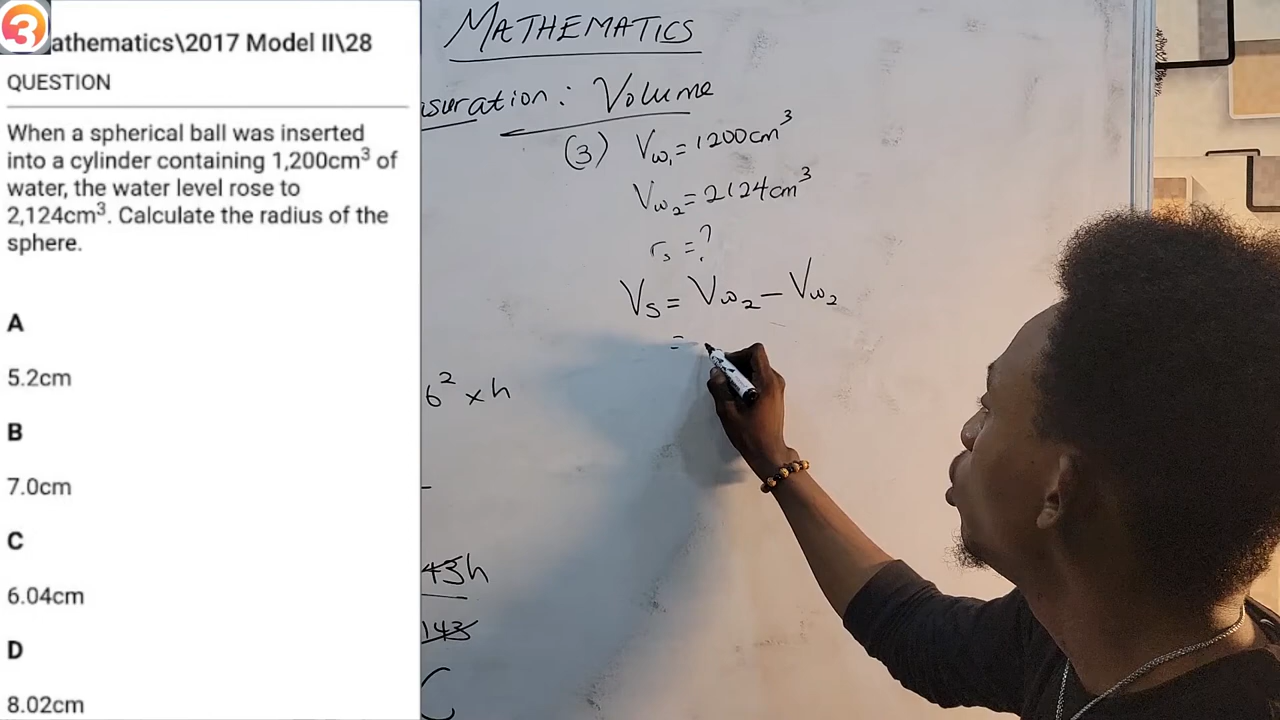 3
athematics\2017 Model II\28
QUESTION
When a spherical ball was inserted
into a cylinder containing 1,200cm³ of
water, the water level rose to
2,124cm³. Calculate the radius of the
sphere.
A
5.2cm
B
7.0cm
C
6.04cm
D
8.02cm
MATHEMATICS
suration: Volume
(3) Vw₁ = 1200cm³
Vw₂ = 2124cm³
rₛ = ?
Vₛ = Vw₂ - Vw₂
=
6² × h
43h
143
C